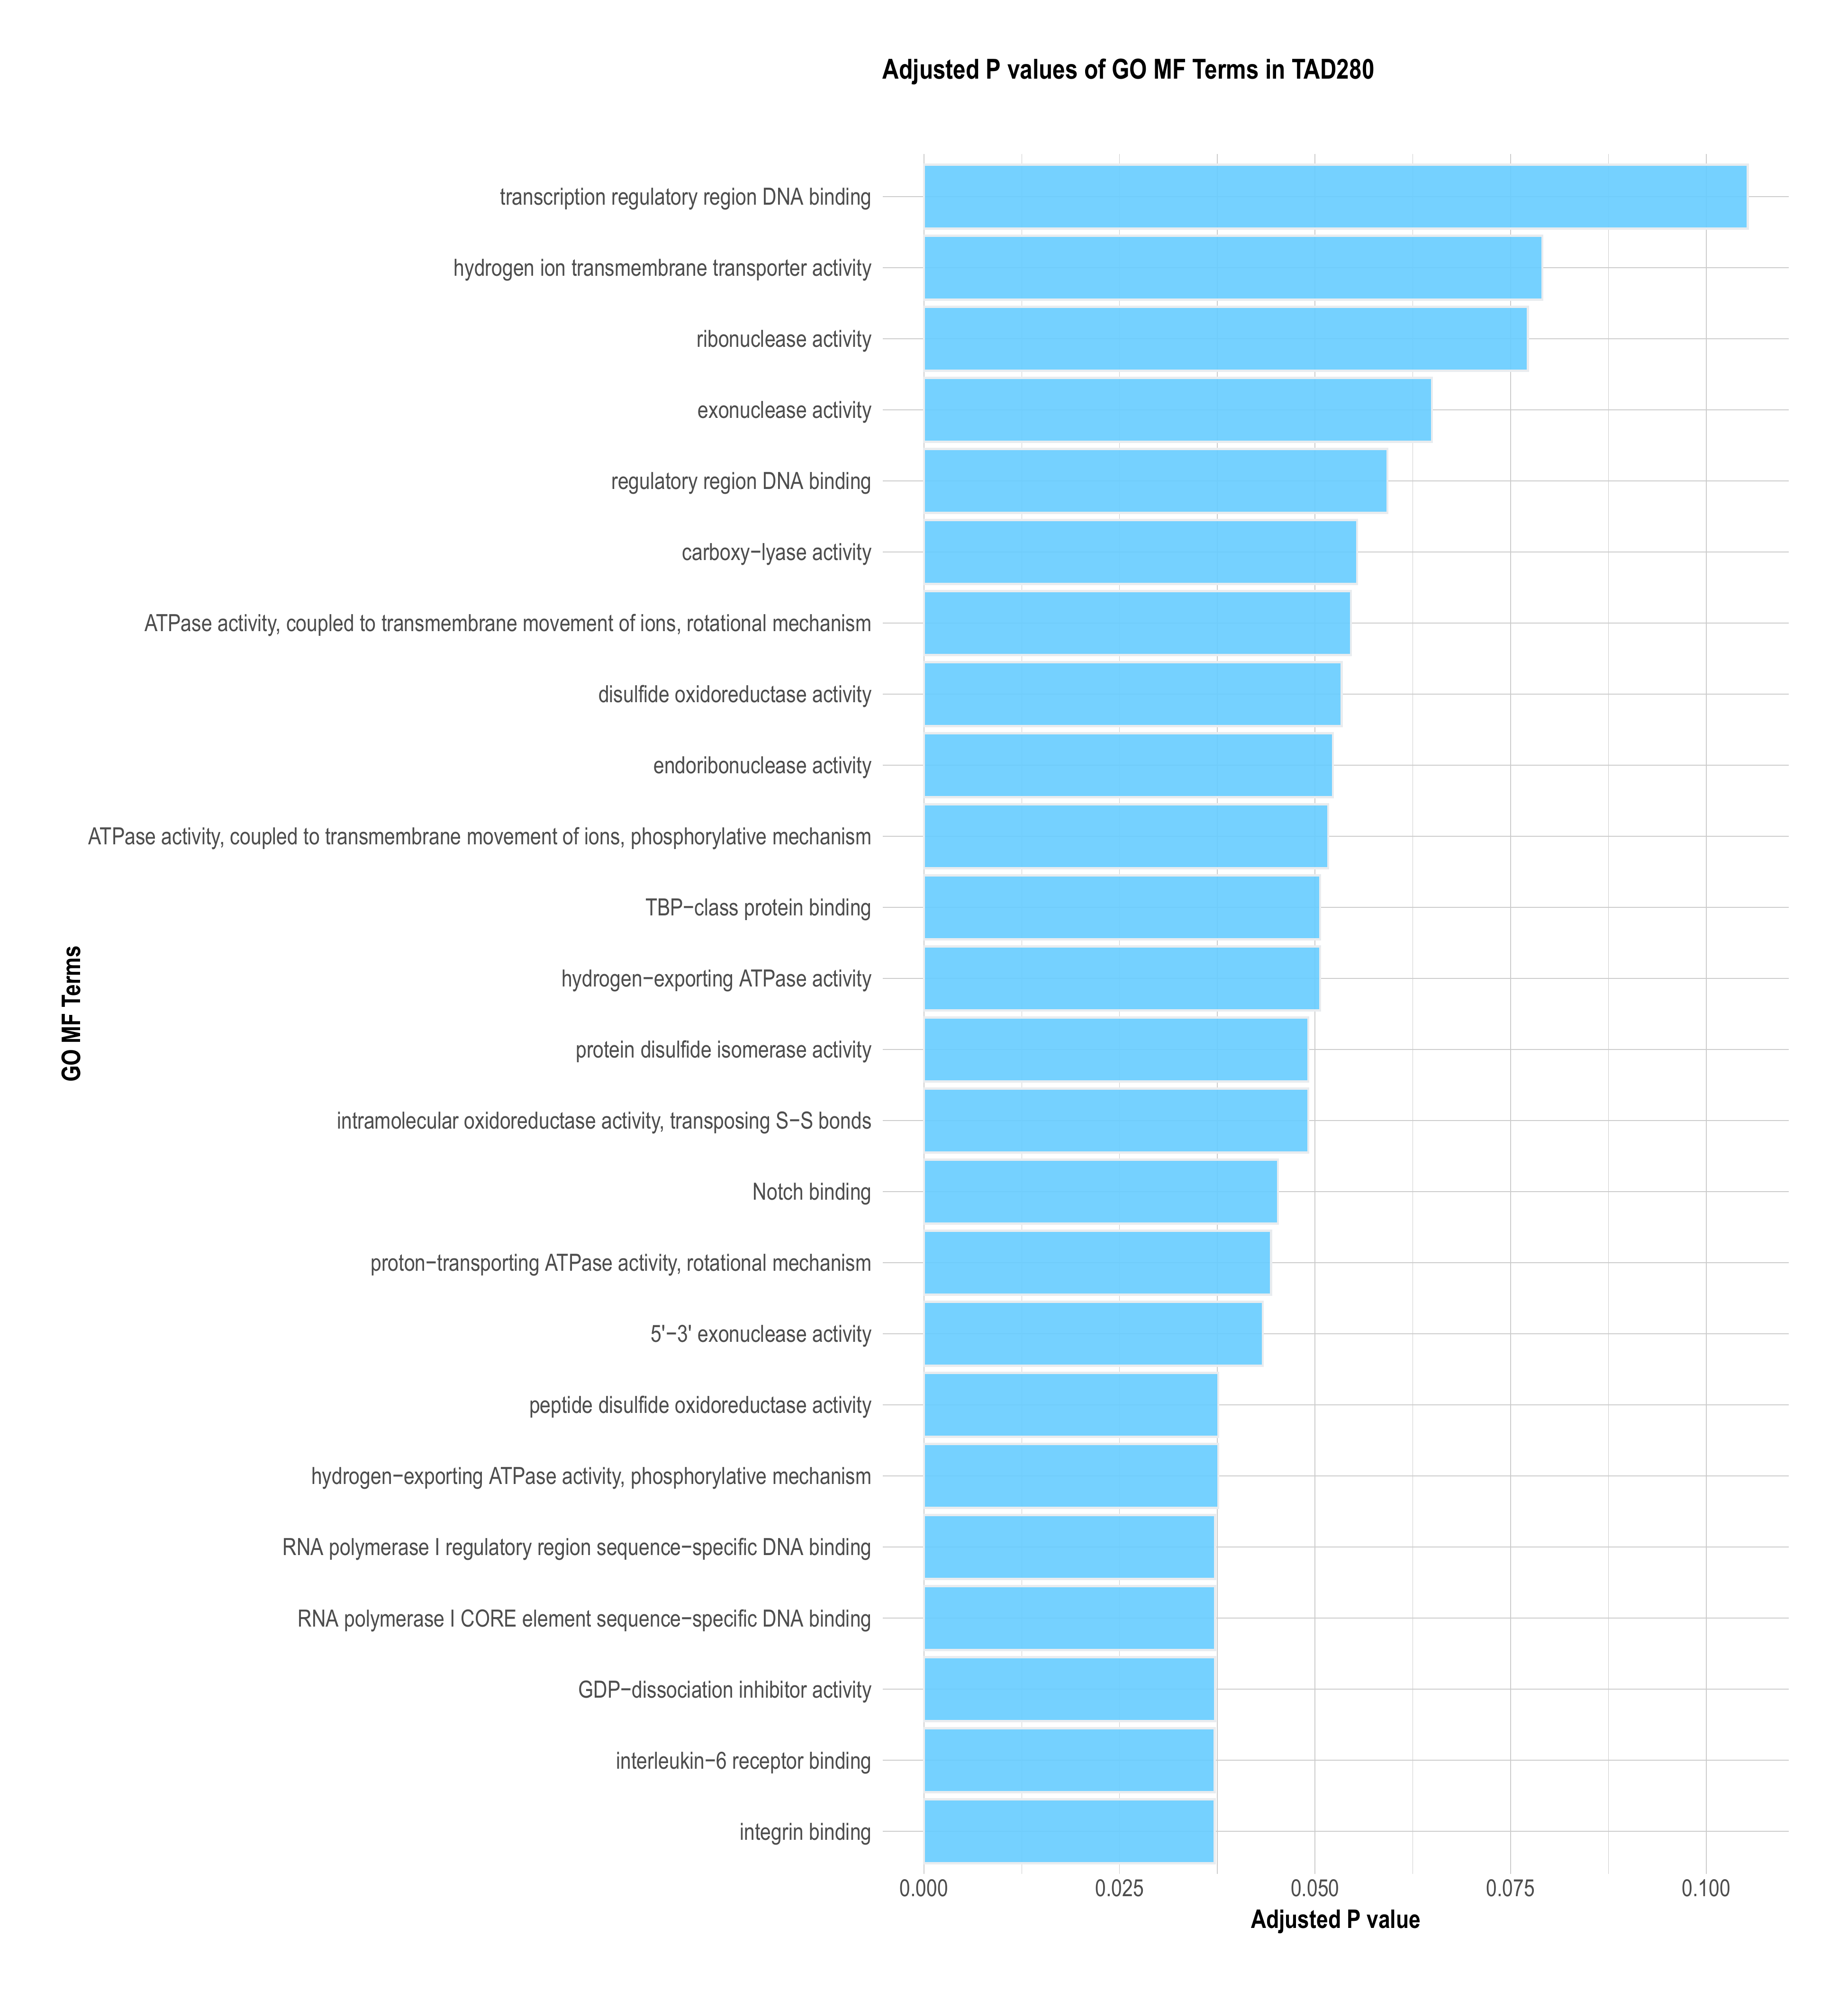 Adjusted P values of GO MF Terms in TAD280
transcription regulatory region DNA binding
hydrogen ion transmembrane transporter activity
ribonuclease activity
exonuclease activity
regulatory region DNA binding
carboxy−lyase activity
ATPase activity, coupled to transmembrane movement of ions, rotational mechanism
disulfide oxidoreductase activity
endoribonuclease activity
ATPase activity, coupled to transmembrane movement of ions, phosphorylative mechanism
TBP−class protein binding
hydrogen−exporting ATPase activity
protein disulfide isomerase activity
intramolecular oxidoreductase activity, transposing S−S bonds
Notch binding
proton−transporting ATPase activity, rotational mechanism
5'−3' exonuclease activity
peptide disulfide oxidoreductase activity
hydrogen−exporting ATPase activity, phosphorylative mechanism
RNA polymerase I regulatory region sequence−specific DNA binding
RNA polymerase I CORE element sequence−specific DNA binding
GDP−dissociation inhibitor activity
interleukin−6 receptor binding
integrin binding
GO MF Terms
0.000 0.025 0.050 0.075 0.100
Adjusted P value